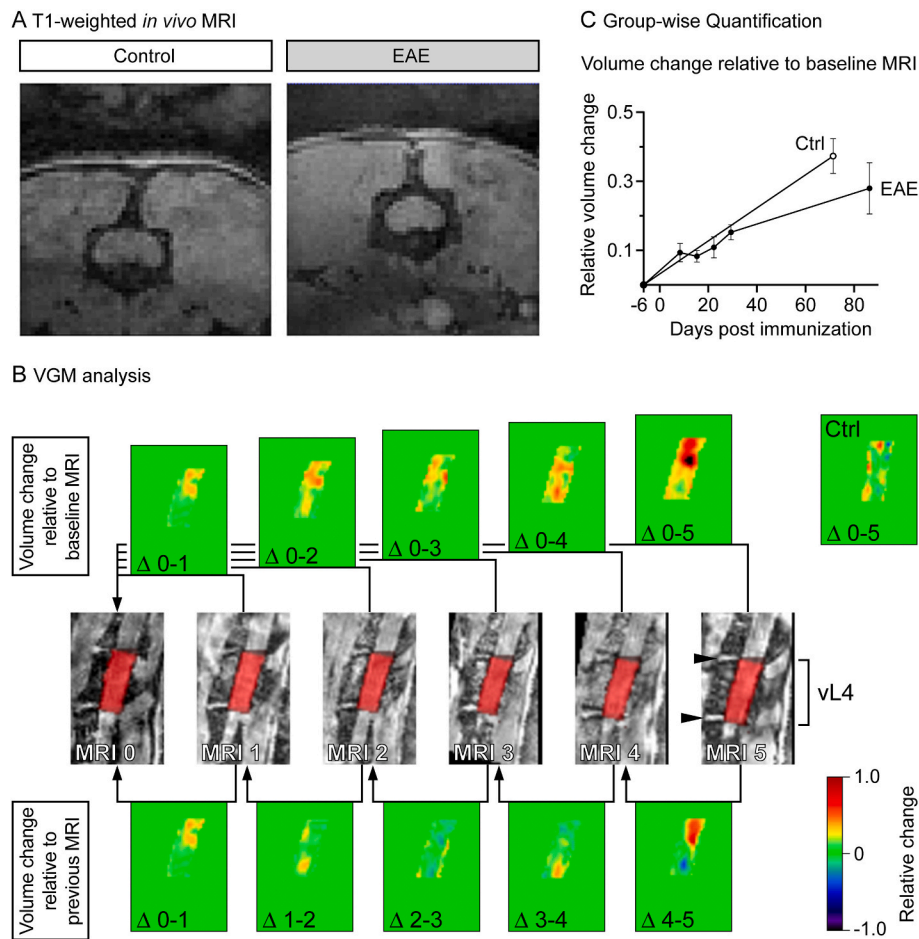 A T1-weighted in vivo MRI
Control
EAE
C Group-wise Quantification
Volume change relative to baseline MRI
Relative volume change
0.5
0.3
0.1
Ctrl
EAE
-6 0 20 40 60 80
Days post immunization
B VGM analysis
Volume change
relative to
baseline MRI
Δ 0-1
Δ 0-2
Δ 0-3
Δ 0-4
Δ 0-5
Ctrl
Δ 0-5
MRI 0
MRI 1
MRI 2
MRI 3
MRI 4
MRI 5
vL4
Volume change
relative to
previous MRI
Δ 0-1
Δ 1-2
Δ 2-3
Δ 3-4
Δ 4-5
1.0
0
-1.0
Relative change